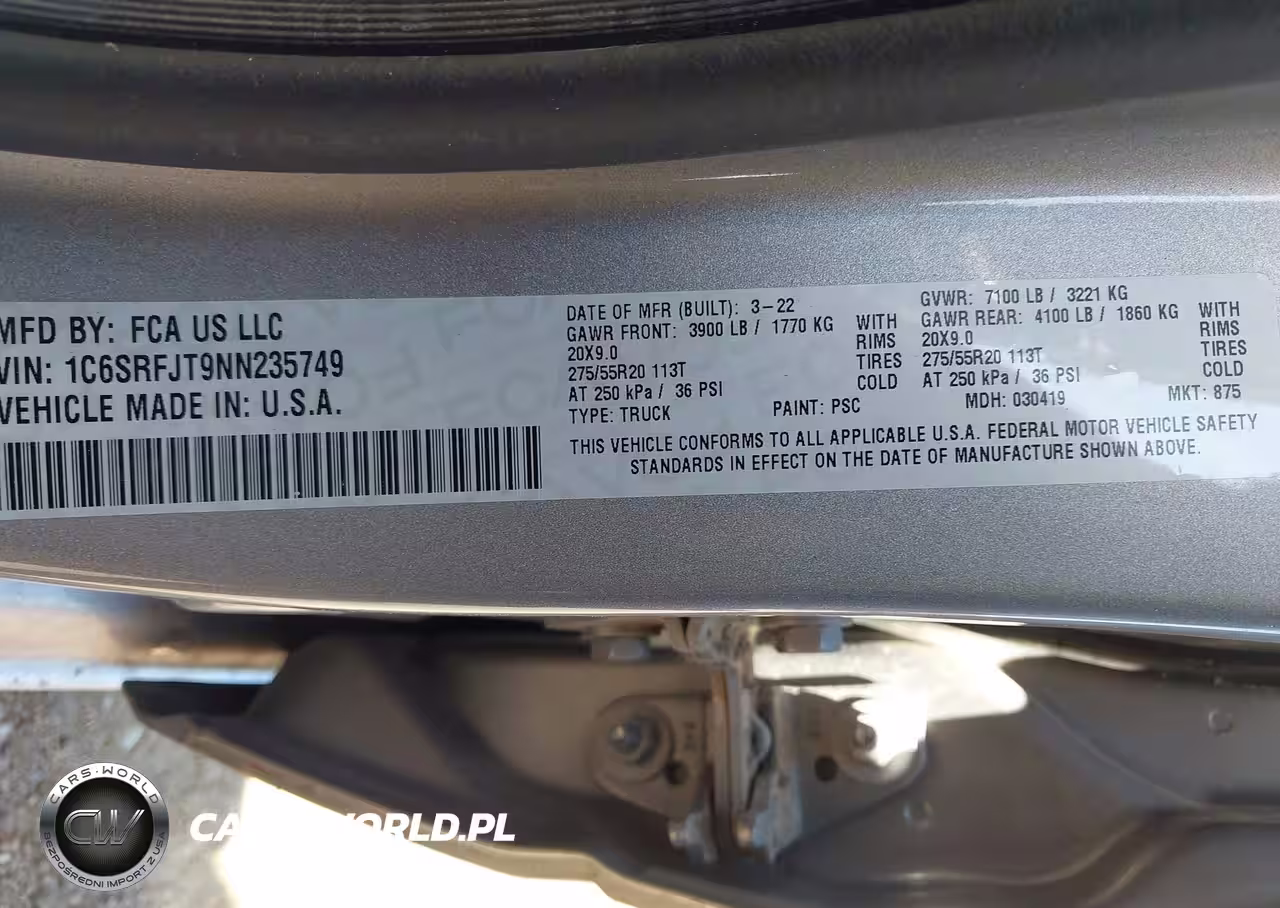 MFD BY: FCA US LLC
VIN: 1C6SRFJT9NN235749
VEHICLE MADE IN: U.S.A.
DATE OF MFR (BUILT): 3-22
GAWR FRONT: 3900 LB / 1770 KG WITH
20X9.0 RIMS
275/55R20 113T TIRES
AT 250 kPa / 36 PSI COLD
TYPE: TRUCK PAINT: PSC
GVWR: 7100 LB / 3221 KG
GAWR REAR: 4100 LB / 1860 KG WITH
20X9.0 RIMS
275/55R20 113T TIRES
AT 250 kPa / 36 PSI COLD
MDH: 030419 MKT: 875
THIS VEHICLE CONFORMS TO ALL APPLICABLE U.S.A. FEDERAL MOTOR VEHICLE SAFETY
STANDARDS IN EFFECT ON THE DATE OF MANUFACTURE SHOWN ABOVE.
CARS-WORLD
CW
BEZPOŚREDNI IMPORT Z USA
CARS-WORLD.PL